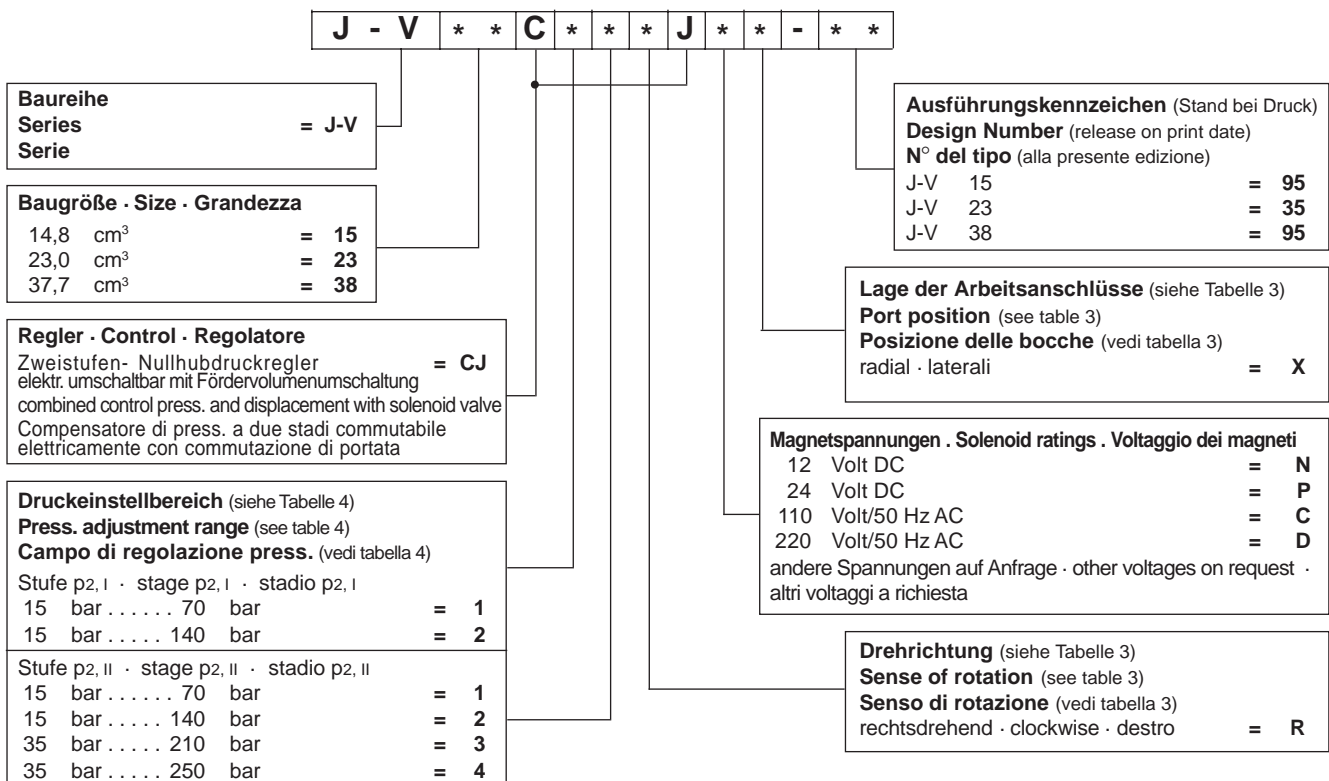 J - V * * C * * * J * * - * *
Baureihe
Series = J-V
Serie
Baugröße · Size · Grandezza
14,8 cm³ = 15
23,0 cm³ = 23
37,7 cm³ = 38
Regler · Control · Regolatore
Zweistufen- Nullhubdruckregler = CJ
elektr. umschaltbar mit Fördervolumenumschaltung
combined control press. and displacement with solenoid valve
Compensatore di press. a due stadi commutabile
elettricamente con commutazione di portata
Druckeinstellbereich (siehe Tabelle 4)
Press. adjustment range (see table 4)
Campo di regolazione press. (vedi tabella 4)
Stufe p2, I · stage p2, I · stadio p2, I
15 bar . . . . . . 70 bar = 1
15 bar . . . . . 140 bar = 2
Stufe p2, II · stage p2, II · stadio p2, II
15 bar . . . . . . 70 bar = 1
15 bar . . . . . 140 bar = 2
35 bar . . . . . 210 bar = 3
35 bar . . . . . 250 bar = 4
Ausführungskennzeichen (Stand bei Druck)
Design Number (release on print date)
N° del tipo (alla presente edizione)
J-V 15 = 95
J-V 23 = 35
J-V 38 = 95
Lage der Arbeitsanschlüsse (siehe Tabelle 3)
Port position (see table 3)
Posizione delle bocche (vedi tabella 3)
radial · laterali = X
Magnetspannungen . Solenoid ratings . Voltaggio dei magneti
12 Volt DC = N
24 Volt DC = P
110 Volt/50 Hz AC = C
220 Volt/50 Hz AC = D
andere Spannungen auf Anfrage · other voltages on request ·
altri voltaggi a richiesta
Drehrichtung (siehe Tabelle 3)
Sense of rotation (see table 3)
Senso di rotazione (vedi tabella 3)
rechtsdrehend · clockwise · destro = R